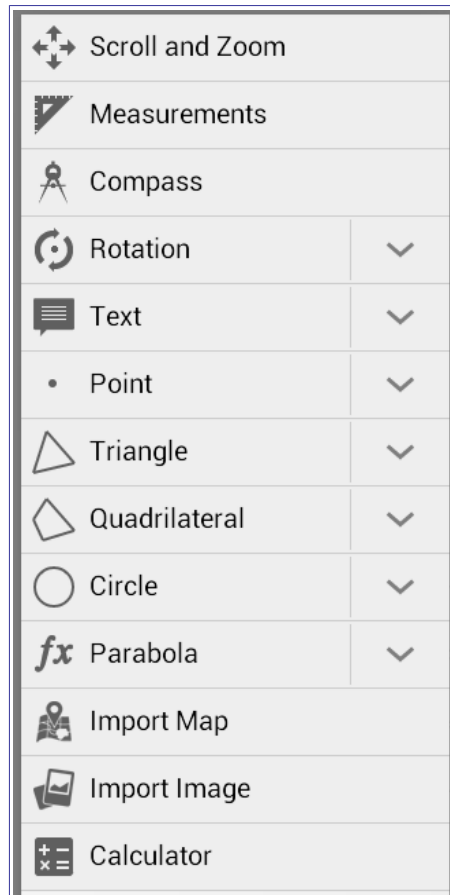 Scroll and Zoom
Measurements
Compass
Rotation
Text
Point
Triangle
Quadrilateral
Circle
fx Parabola
Import Map
Import Image
Calculator